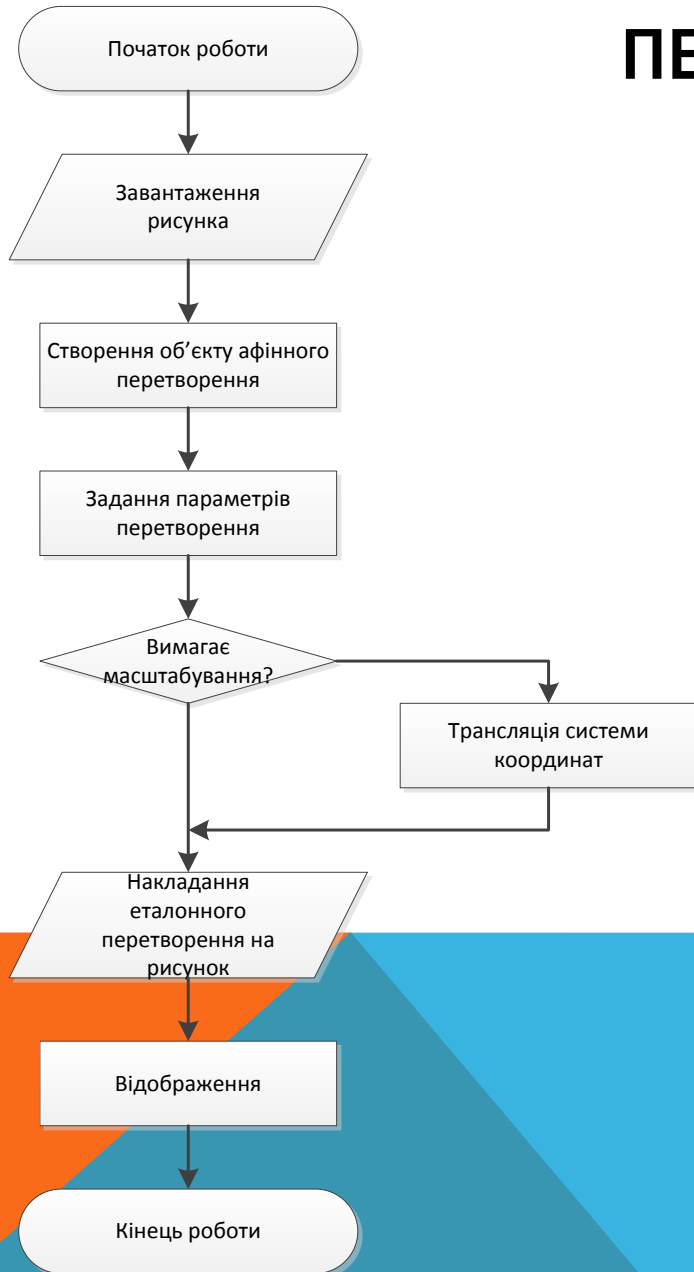 ПЕ
Початок роботи
Завантаження
рисунка
Створення об’єкту афінного
перетворення
Задання параметрів
перетворення
Вимагає
масштабування?
Трансляція системи
координат
Накладання
еталонного
перетворення на
рисунок
Відображення
Кінець роботи